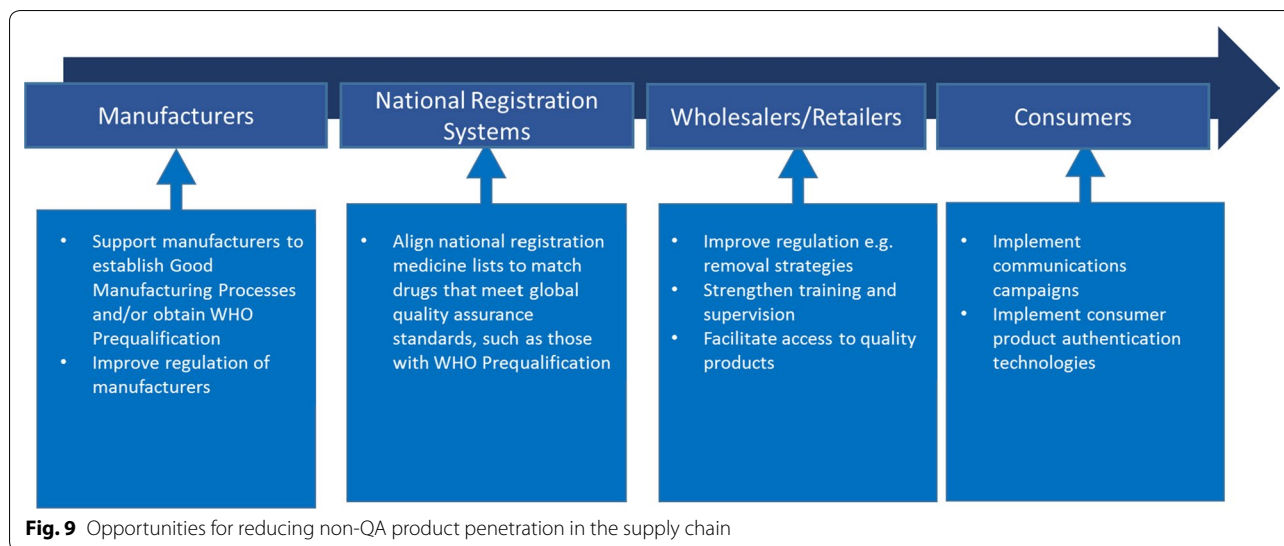 Manufacturers
National Registration
Systems
Wholesalers/Retailers
Consumers
• Support manufacturers to
establish Good
Manufacturing Processes
and/or obtain WHO
Prequalification
• Improve regulation of
manufacturers
• Align national registration
medicine lists to match
drugs that meet global
quality assurance
standards, such as those
with WHO Prequalification
• Improve regulation e.g.
removal strategies
• Strengthen training and
supervision
• Facilitate access to quality
products
• Implement
communications
campaigns
• Implement consumer
product authentication
technologies
Fig. 9 Opportunities for reducing non-QA product penetration in the supply chain